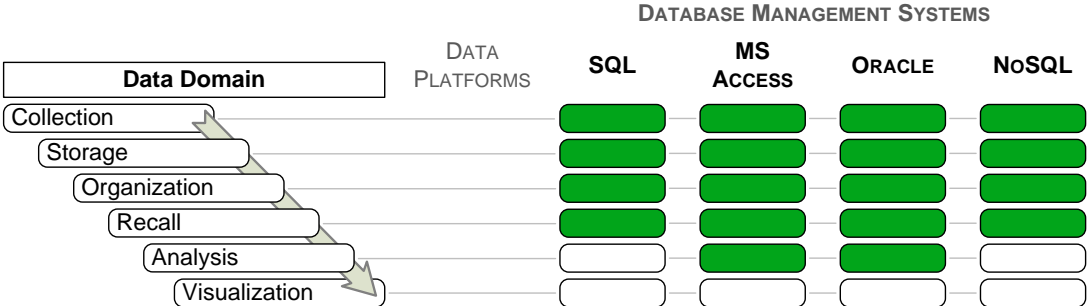 DATABASE MANAGEMENT SYSTEMS
DATA
PLATFORMS
SQL
MS
ACCESS
ORACLE
NOSQL
Data Domain
Collection
Storage
Organization
Recall
Analysis
Visualization